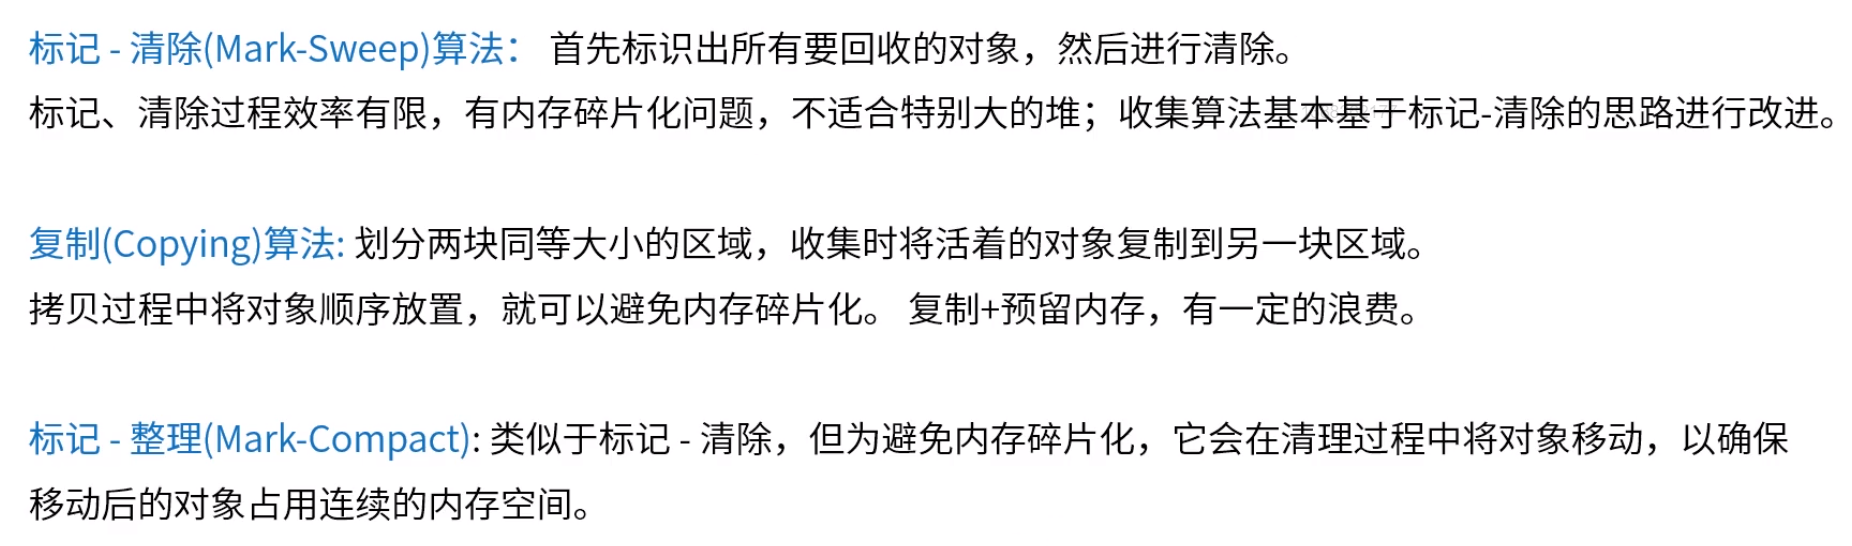 标记 - 清除(Mark-Sweep)算法： 首先标识出所有要回收的对象，然后进行清除。
标记、清除过程效率有限，有内存碎片化问题，不适合特别大的堆；收集算法基本基于标记-清除的思路进行改进。
复制(Copying)算法: 划分两块同等大小的区域，收集时将活着的对象复制到另一块区域。
拷贝过程中将对象顺序放置，就可以避免内存碎片化。 复制+预留内存，有一定的浪费。
标记 - 整理(Mark-Compact): 类似于标记 - 清除，但为避免内存碎片化，它会在清理过程中将对象移动，以确保
移动后的对象占用连续的内存空间。